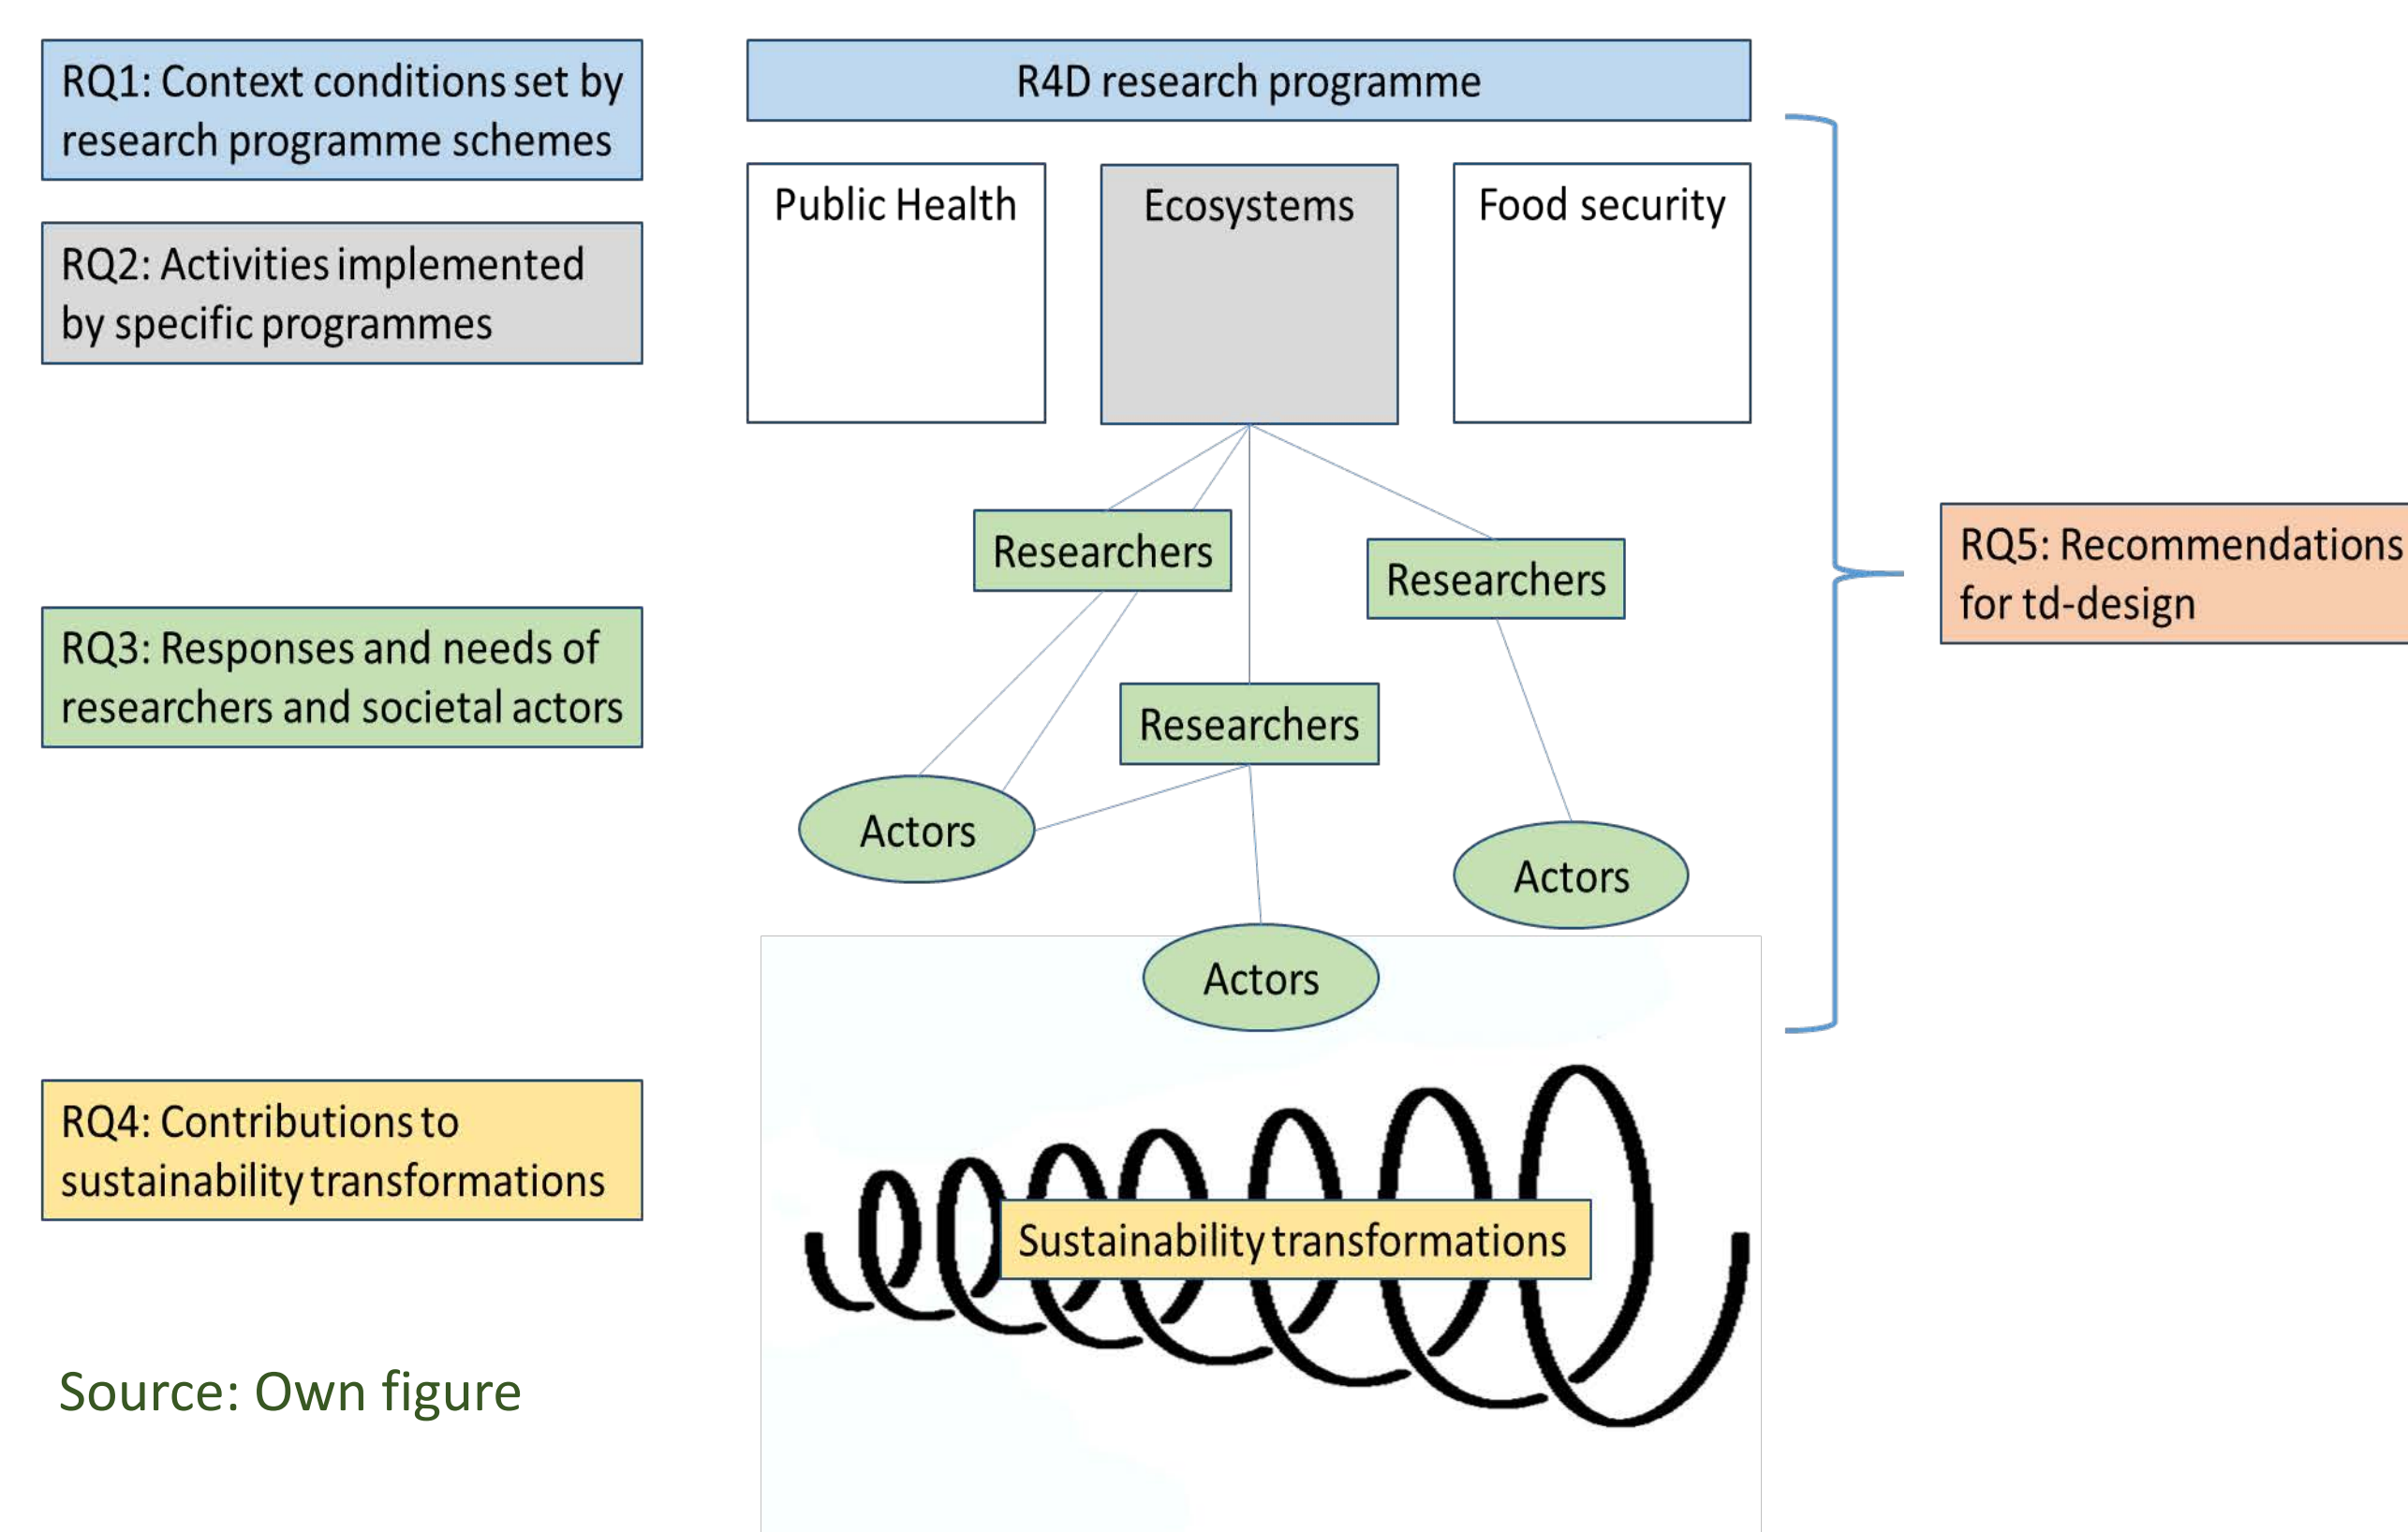 RQ1: Context conditions set by
research programme schemes
RQ2: Activities implemented
by specific programmes
RQ3: Responses and needs of
researchers and societal actors
RQ4: Contributions to
sustainability transformations
Source: Own figure
R4D research programme
Public Health
Ecosystems
Food security
Researchers
Researchers
Researchers
Actors
Actors
Actors
Sustainability transformations
RQ5: Recommendations
for td-design